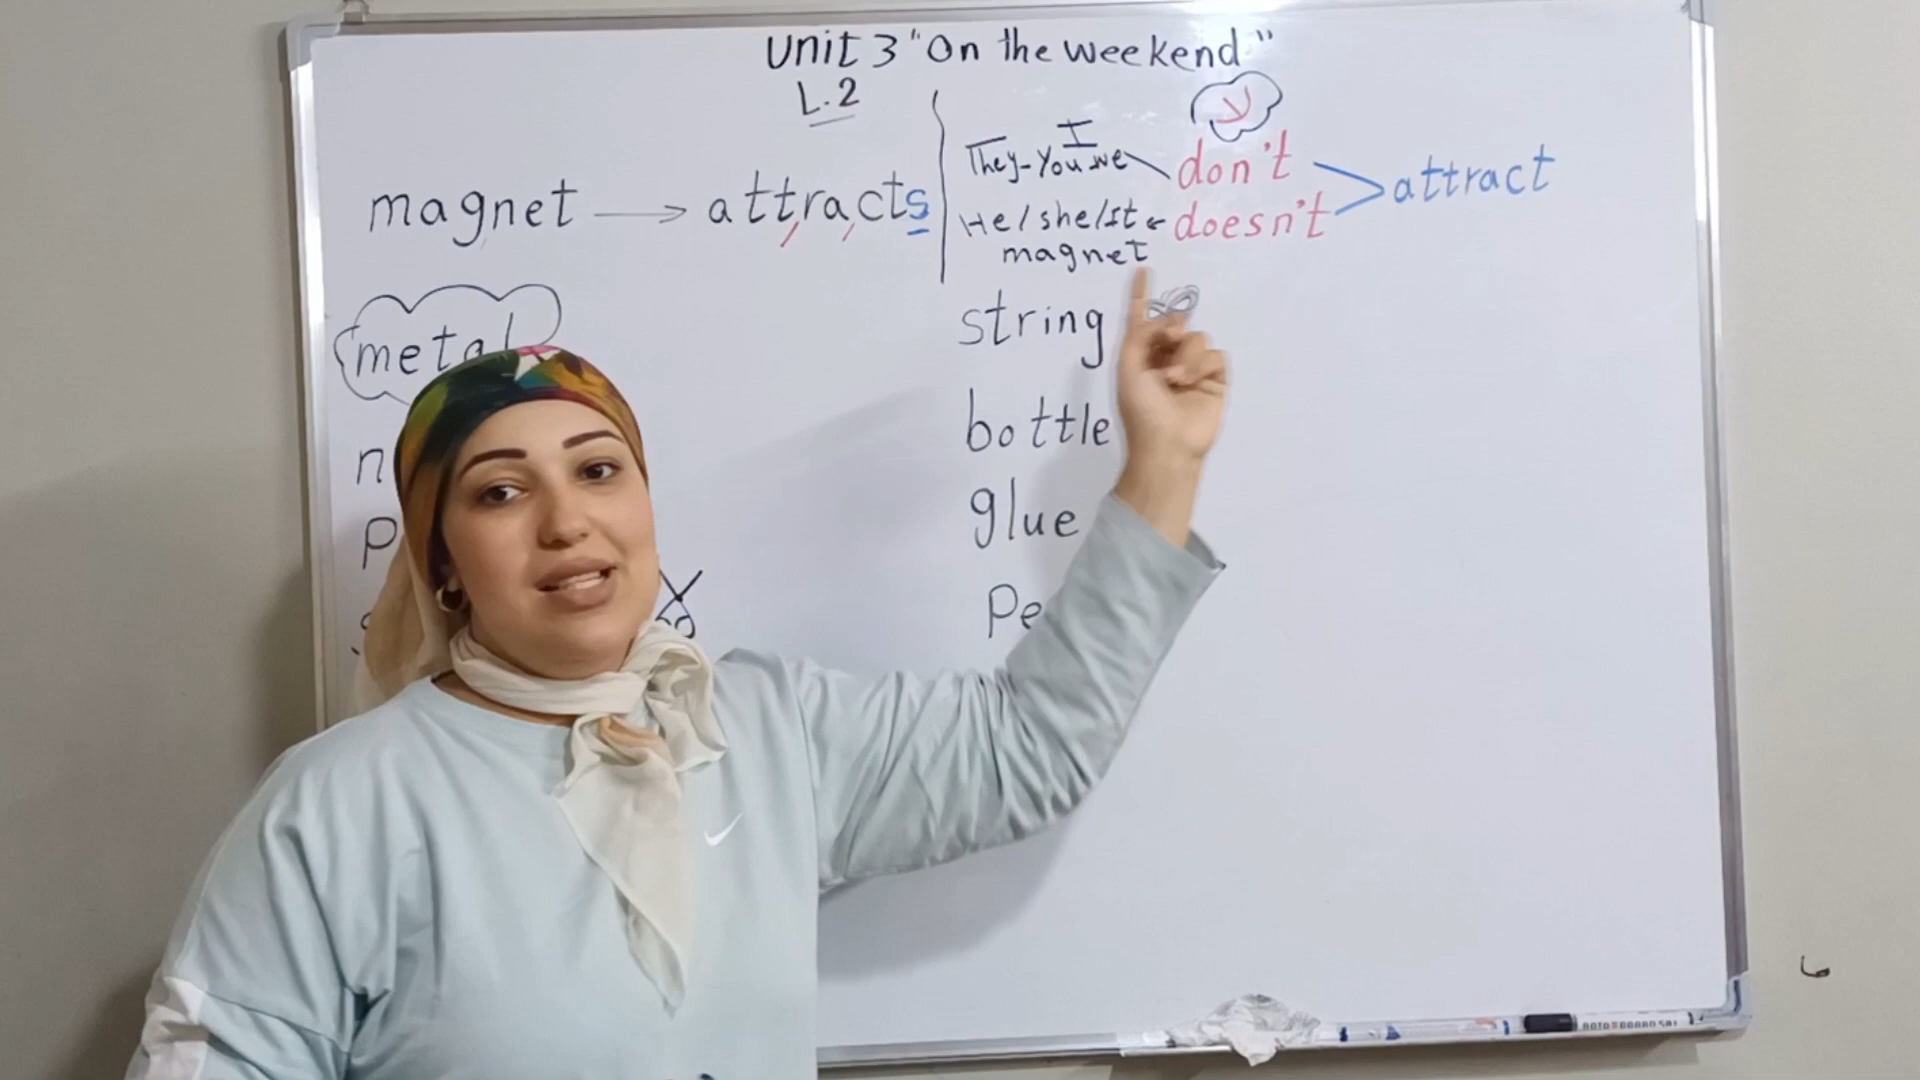 Unit 3 "On the weekend"
L.2
لا
I
They-You-we don't
magnet → attracts
He/she/It doesn't
attract
magnet
metal
string
bottle
glue